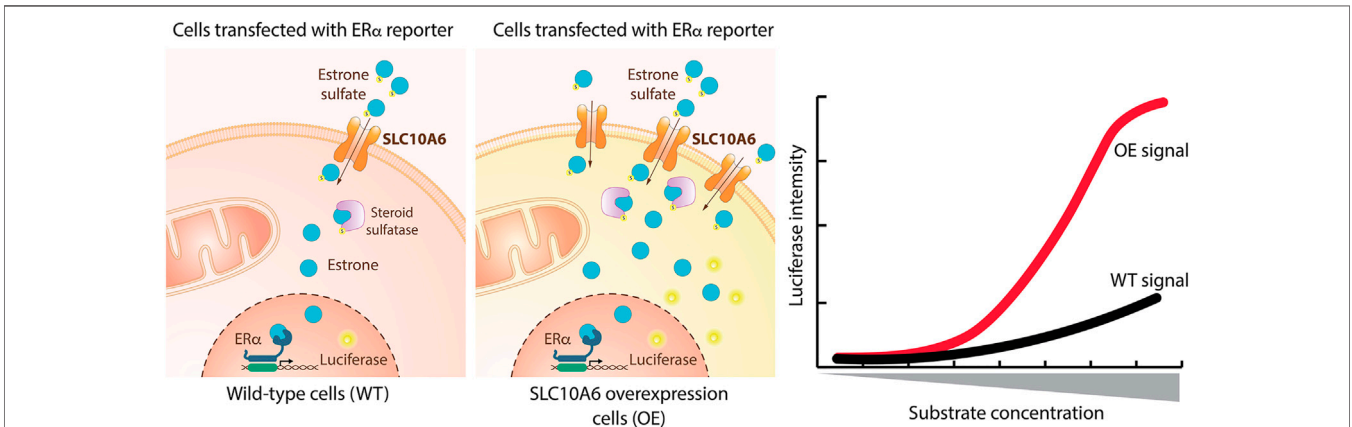 Cells transfected with ERα reporter
Estrone
sulfate
S
S
S
SLC10A6
S
Steroid
sulfatase
S
Estrone
ERα
Luciferase
Wild-type cells (WT)
Cells transfected with ERα reporter
Estrone
sulfate
S
S
S
S
SLC10A6
S
S
S
S
S
S
ERα
Luciferase
SLC10A6 overexpression
cells (OE)
Luciferase intemsity
OE signal
WT signal
Substrate concentration